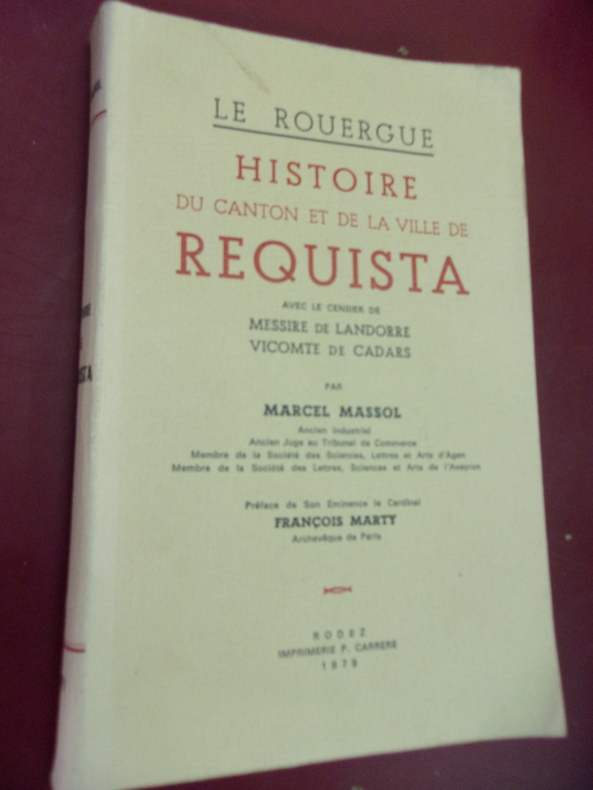 LE ROUERGUE
HISTOIRE
DU CANTON ET DE LA VILLE DE
REQUISTA
AVEC LE CENSIER DE
MESSIRE DE LANDORRE
VICOMTE DE CADARS
PAR
MARCEL MASSOL
Ancien Industriel
Ancien Juge au Tribunal de Commerce
Membre de la Société des Sciences, Lettres et Arts d'Agen
Membre de la Société des Lettres, Sciences et Arts de l'Aveyron
Préface de Son Eminence le Cardinal
FRANÇOIS MARTY
Archevêque de Paris
RODEZ
IMPRIMERIE P. CARRERE